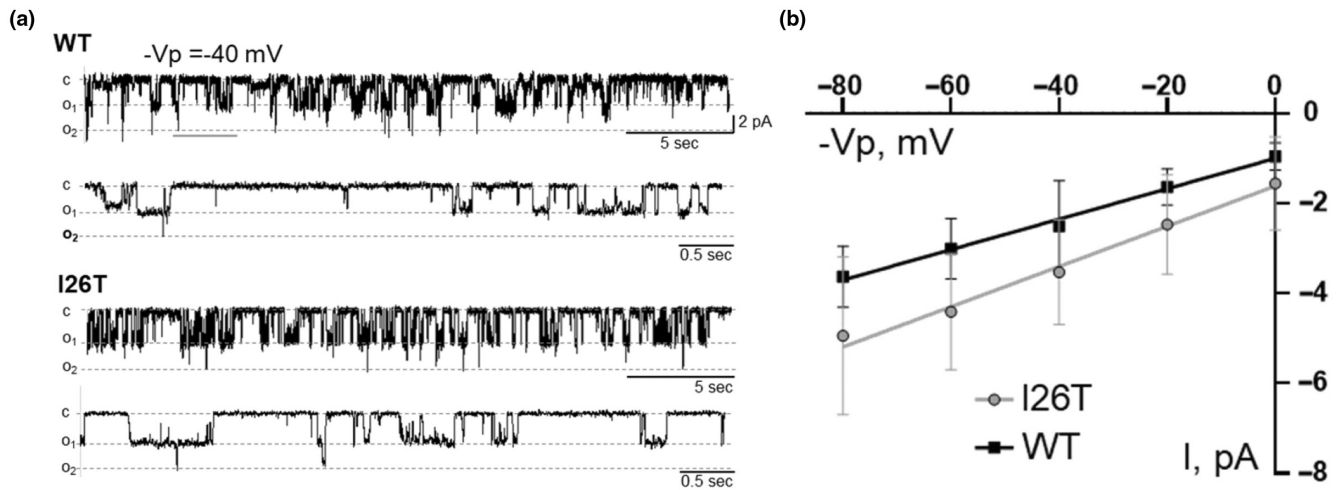 (a)
WT
-Vp =-40 mV
c
o₁
o₂
2 pA
5 sec
c
o₁
o₂
0.5 sec
I26T
c
o₁
o₂
5 sec
c
o₁
o₂
0.5 sec
(b)
−80 −60 −40 −20 0
0
-Vp, mV
−2
−4
−6
I26T
WT
I, pA
−8